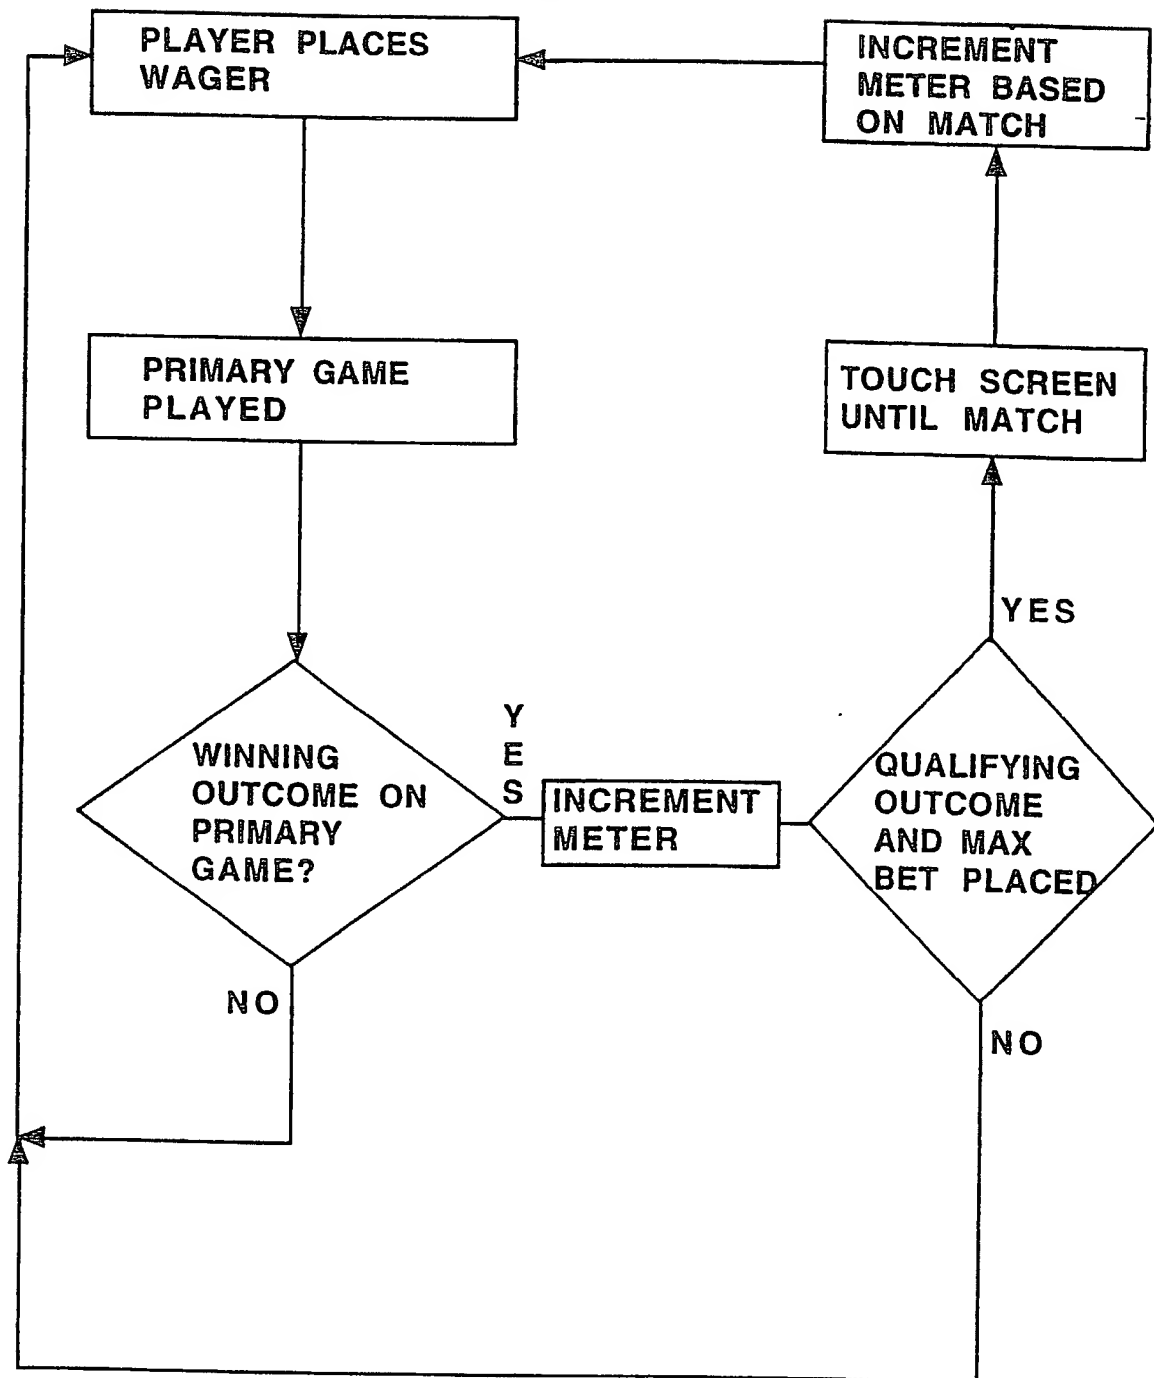 PLAYER PLACES
WAGER
INCREMENT
METER BASED
ON MATCH
PRIMARY GAME
PLAYED
TOUCH SCREEN
UNTIL MATCH
YES
WINNING
OUTCOME ON
PRIMARY
GAME?
YES
INCREMENT
METER
QUALIFYING
OUTCOME
AND MAX
BET PLACED
NO
NO